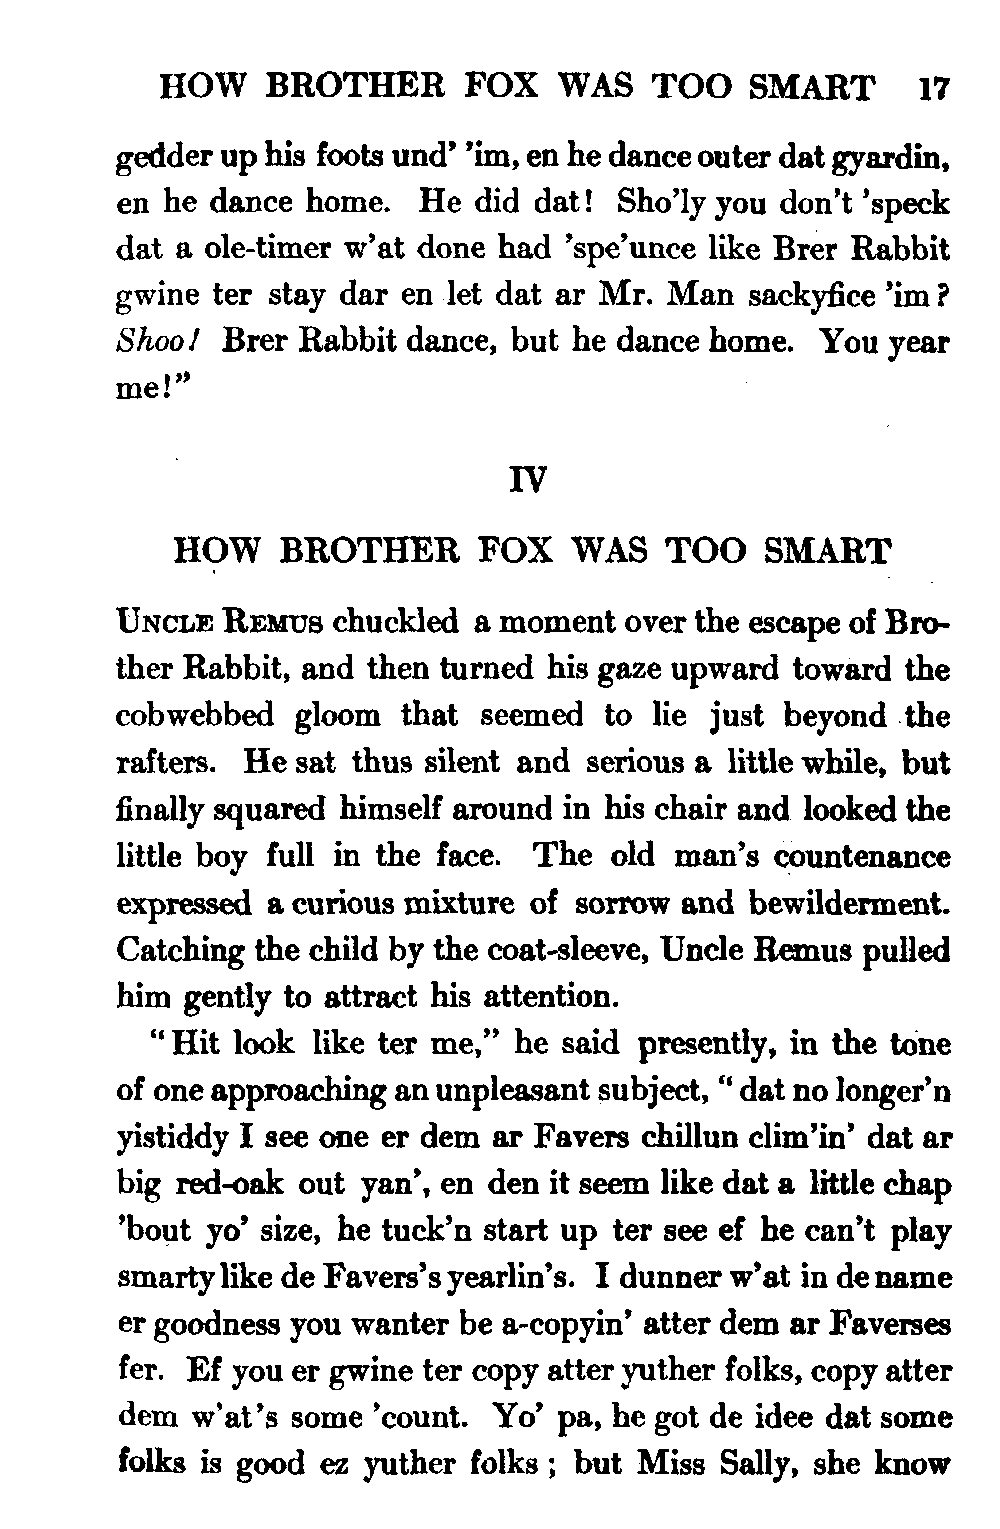 HOW BROTHER FOX WAS TOO SMART 17
gedder up his foots und' 'im, en he dance outer dat gyardin,
en he dance home. He did dat! Sho'ly you don't 'speck
dat a ole-timer w'at done had 'spe'unce like Brer Rabbit
gwine ter stay dar en let dat ar Mr. Man sackyfice 'im?
Shoo! Brer Rabbit dance, but he dance home. You year
me!"
IV
HOW BROTHER FOX WAS TOO SMART
UNCLE REMUS chuckled a moment over the escape of Bro-
ther Rabbit, and then turned his gaze upward toward the
cobwebbed gloom that seemed to lie just beyond the
rafters. He sat thus silent and serious a little while, but
finally squared himself around in his chair and looked the
little boy full in the face. The old man's countenance
expressed a curious mixture of sorrow and bewilderment.
Catching the child by the coat-sleeve, Uncle Remus pulled
him gently to attract his attention.
"Hit look like ter me," he said presently, in the tone
of one approaching an unpleasant subject, "dat no longer'n
yistiddy I see one er dem ar Favers chillun clim'in' dat ar
big red-oak out yan', en den it seem like dat a little chap
'bout yo' size, he tuck'n start up ter see ef he can't play
smarty like de Favers's yearlin's. I dunner w'at in de name
er goodness you wanter be a-copyin' atter dem ar Faverses
fer. Ef you er gwine ter copy atter yuther folks, copy atter
dem w'at's some 'count. Yo' pa, he got de idee dat some
folks is good ez yuther folks; but Miss Sally, she know